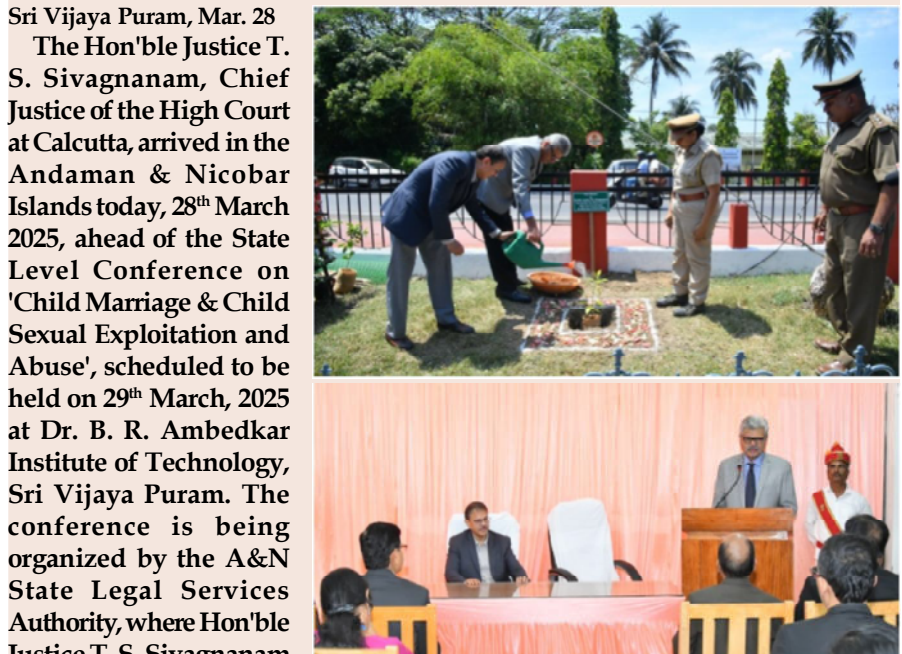 Sri Vijaya Puram, Mar. 28
The Hon'ble Justice T.
S. Sivagnanam, Chief
Justice of the High Court
at Calcutta, arrived in the
Andaman & Nicobar
Islands today, 28th March
2025, ahead of the State
Level Conference on
'Child Marriage & Child
Sexual Exploitation and
Abuse', scheduled to be
held on 29th March, 2025
at Dr. B. R. Ambedkar
Institute of Technology,
Sri Vijaya Puram. The
conference is being
organized by the A&N
State Legal Services
Authority, where Hon'ble
Justice T. S. Sivagnanam